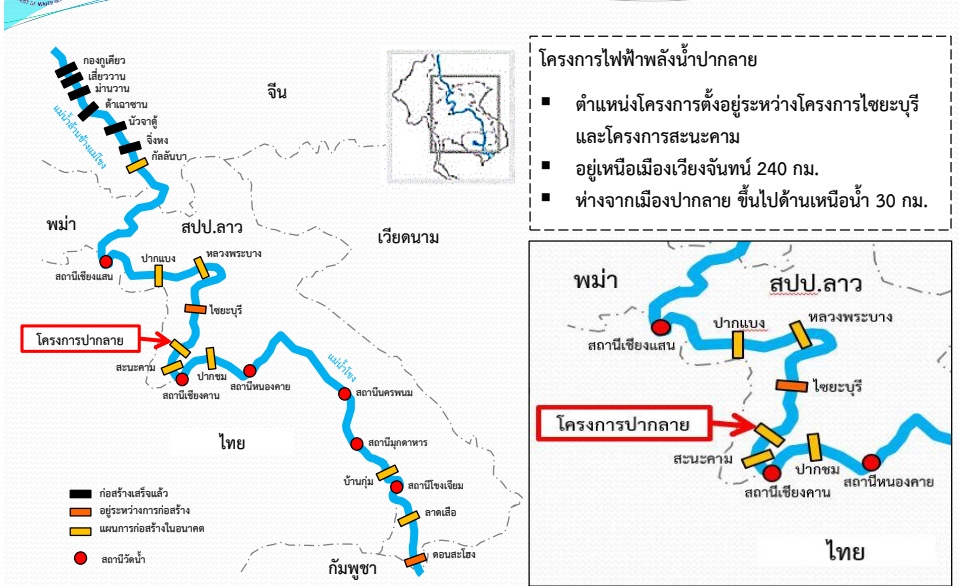 กองกูเคียว
เสี่ยววาน
ม่านวาน
ต้าเฉาซาน
นัวจาตู้
จิ่งหง
กัลลันบา
แม่น้ำล้านช้างแม่โขง
จีน
พม่า
สปป.ลาว
เวียดนาม
สถานีเชียงแสน
ปากแบง
หลวงพระบาง
ไซยะบุรี
โครงการปากลาย
สะนะคาม
ปากชม
สถานีเชียงคาน
สถานีหนองคาย
แม่น้ำโขง
สถานีนครพนม
ไทย
สถานีมุกดาหาร
บ้านกุ่ม
สถานีโขงเจียม
ลาดเสือ
ดอนสะโฮง
กัมพูชา
ก่อสร้างเสร็จแล้ว
อยู่ระหว่างการก่อสร้าง
แผนการก่อสร้างในอนาคต
สถานีวัดน้ำ
โครงการไฟฟ้าพลังน้ำปากลาย
▪ ตำแหน่งโครงการตั้งอยู่ระหว่างโครงการไซยะบุรี
และโครงการสะนะคาม
▪ อยู่เหนือเมืองเวียงจันทน์ 240 กม.
▪ ห่างจากเมืองปากลาย ขึ้นไปด้านเหนือน้ำ 30 กม.
พม่า
สปป.ลาว
สถานีเชียงแสน
ปากแบง
หลวงพระบาง
ไซยะบุรี
โครงการปากลาย
สะนะคาม
ปากชม
สถานีเชียงคาน
สถานีหนองคาย
ไทย